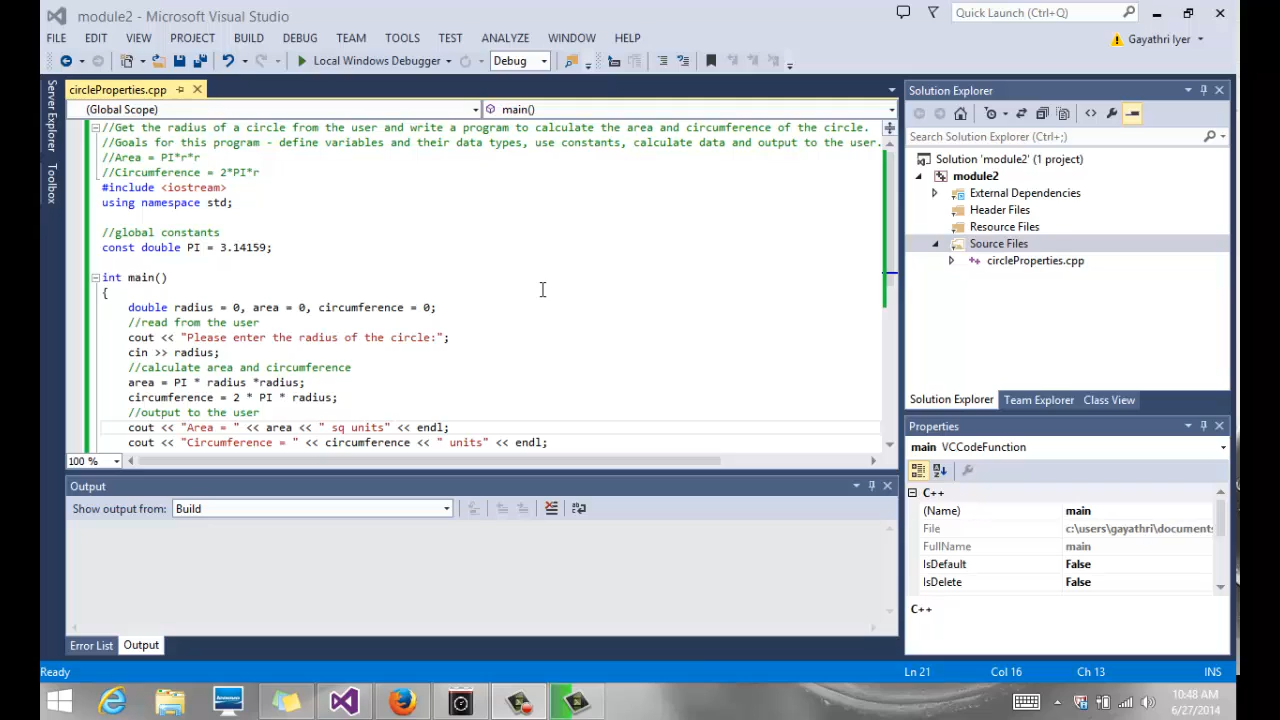 module2 - Microsoft Visual Studio
Quick Launch (Ctrl+Q)
FILE EDIT VIEW PROJECT BUILD DEBUG TEAM TOOLS TEST ANALYZE WINDOW HELP
Gayathri Iyer
Local Windows Debugger
Debug
Server Explorer
Toolbox
circleProperties.cpp
(Global Scope)
main()
//Get the radius of a circle from the user and write a program to calculate the area and circumference of the circle.
//Goals for this program - define variables and their data types, use constants, calculate data and output to the user.
//Area = PI*r*r
//Circumference = 2*PI*r
#include <iostream>
using namespace std;
//global constants
const double PI = 3.14159;
int main()
{
double radius = 0, area = 0, circumference = 0;
//read from the user
cout << "Please enter the radius of the circle:";
cin >> radius;
//calculate area and circumference
area = PI * radius *radius;
circumference = 2 * PI * radius;
//output to the user
cout << "Area = " << area << " sq units" << endl;
cout << "Circumference = " << circumference << " units" << endl;
100 %
Output
Show output from: Build
Error List Output
Solution Explorer
Search Solution Explorer (Ctrl+;)
Solution 'module2' (1 project)
module2
External Dependencies
Header Files
Resource Files
Source Files
circleProperties.cpp
Solution Explorer Team Explorer Class View
Properties
main VCCodeFunction
C++
(Name) main
File c:\users\gayathri\documents
FullName main
IsDefault False
IsDelete False
C++
Ready
Ln 21 Col 16 Ch 13 INS
10:48 AM
6/27/2014